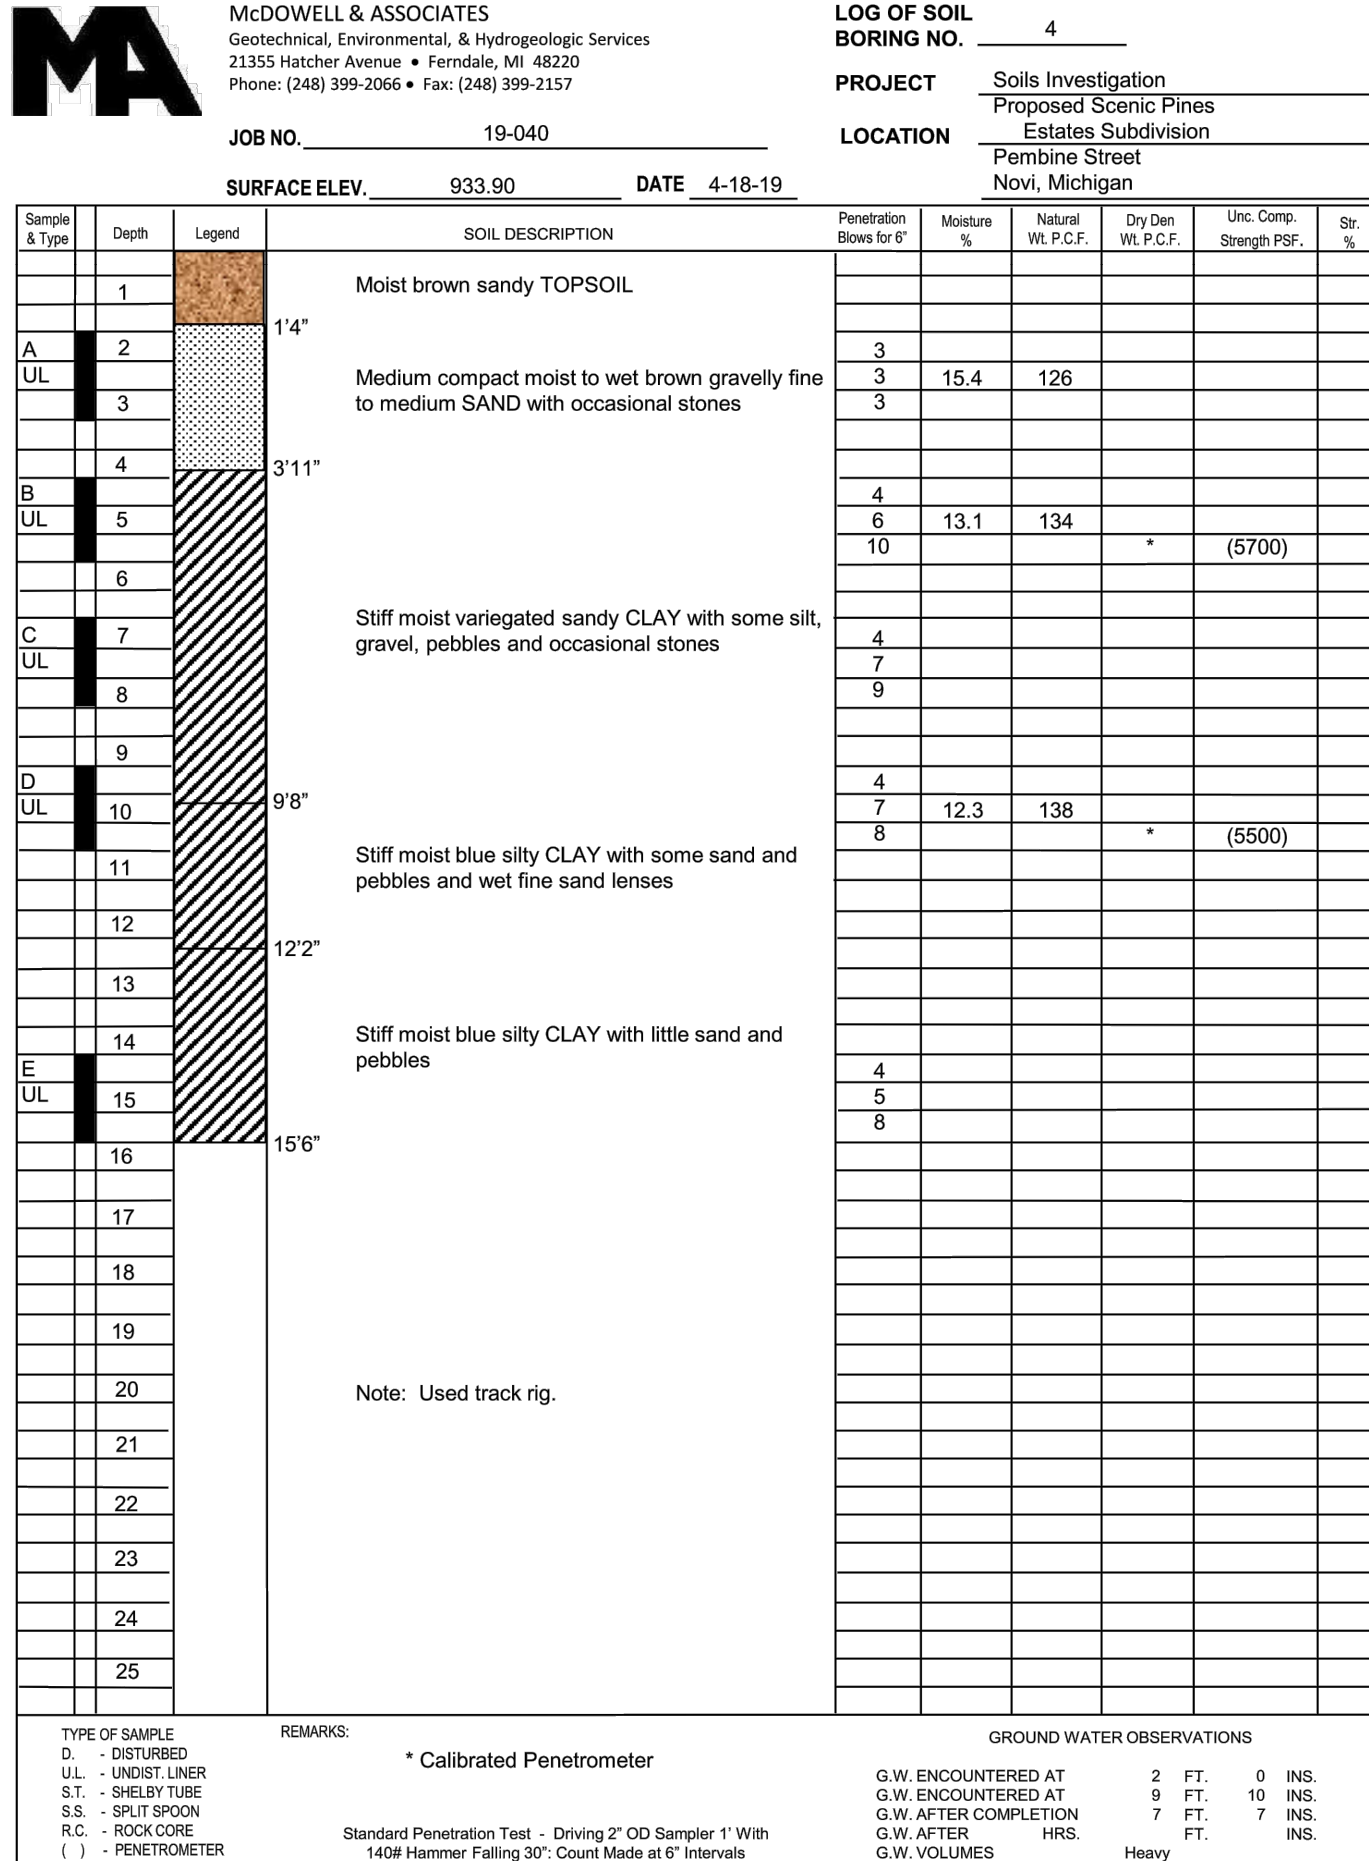 MA
McDOWELL & ASSOCIATES
Geotechnical, Environmental, & Hydrogeologic Services
21355 Hatcher Avenue • Ferndale, MI 48220
Phone: (248) 399-2066 • Fax: (248) 399-2157
JOB NO. 19-040
SURFACE ELEV. 933.90 DATE 4-18-19
LOG OF SOIL
BORING NO. 4
PROJECT Soils Investigation
Proposed Scenic Pines
LOCATION Estates Subdivision
Pembine Street
Novi, Michigan
Sample & Type Depth Legend SOIL DESCRIPTION Penetration Blows for 6" Moisture % Natural Wt. P.C.F. Dry Den Wt. P.C.F. Unc. Comp. Strength PSF. Str. %
1 Moist brown sandy TOPSOIL
1'4"
A 2 3
UL Medium compact moist to wet brown gravelly fine 3 15.4 126
3 to medium SAND with occasional stones 3
4 3'11"
B 4
UL 5 6 13.1 134
10 * (5700)
6
Stiff moist variegated sandy CLAY with some silt,
C 7 gravel, pebbles and occasional stones 4
UL 7
8 9
9
D 4
UL 10 9'8" 7 12.3 138
8 * (5500)
11 Stiff moist blue silty CLAY with some sand and
pebbles and wet fine sand lenses
12
12'2"
13
14 Stiff moist blue silty CLAY with little sand and
pebbles
E 4
UL 15 5
8
15'6"
16
17
18
19
20 Note: Used track rig.
21
22
23
24
25
TYPE OF SAMPLE
D. - DISTURBED
U.L. - UNDIST. LINER
S.T. - SHELBY TUBE
S.S. - SPLIT SPOON
R.C. - ROCK CORE
( ) - PENETROMETER
REMARKS:
* Calibrated Penetrometer
Standard Penetration Test - Driving 2" OD Sampler 1' With
140# Hammer Falling 30": Count Made at 6" Intervals
GROUND WATER OBSERVATIONS
G.W. ENCOUNTERED AT 2 FT. 0 INS.
G.W. ENCOUNTERED AT 9 FT. 10 INS.
G.W. AFTER COMPLETION 7 FT. 7 INS.
G.W. AFTER HRS. FT. INS.
G.W. VOLUMES Heavy